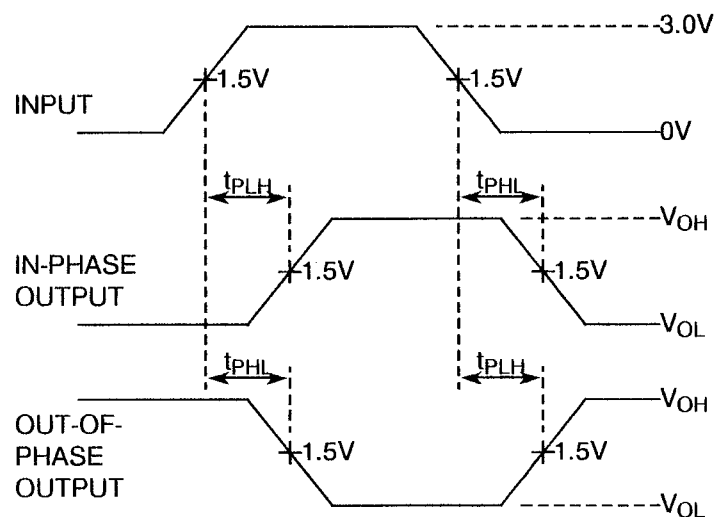 3.0V
1.5V 1.5V
INPUT
0V
tPLH tPHL
VOH
IN-PHASE
OUTPUT
1.5V 1.5V
VOL
tPHL tPLH
VOH
OUT-OF-
PHASE
OUTPUT
1.5V 1.5V
VOL